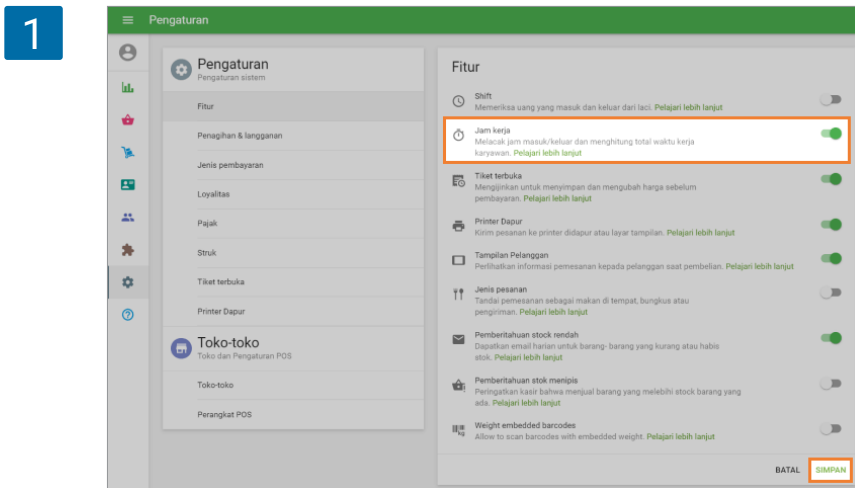 1
Pengaturan
Pengaturan
Pengaturan sistem
Fitur
Penagihan & langganan
Jenis pembayaran
Loyalitas
Pajak
Struk
Tiket terbuka
Printer Dapur
Toko-toko
Toko dan Pengaturan POS
Toko-toko
Perangkat POS
Fitur
Shift
Memeriksa uang yang masuk dan keluar dari laci. Pelajari lebih lanjut
Jam kerja
Melacak jam masuk/keluar dan menghitung total waktu kerja
karyawan. Pelajari lebih lanjut
Tiket terbuka
Mengijinkan untuk menyimpan dan mengubah harga sebelum
pembayaran. Pelajari lebih lanjut
Printer Dapur
Kirim pesanan ke printer didapur atau layar tampilan. Pelajari lebih lanjut
Tampilan Pelanggan
Perlihatkan informasi pemesanan kepada pelanggan saat pembelian. Pelajari lebih lanjut
Jenis pesanan
Tandai pemesanan sebagai makan di tempat, bungkus atau
pengiriman. Pelajari lebih lanjut
Pemberitahuan stock rendah
Dapatkan email harian untuk barang- barang yang kurang atau habis
stok. Pelajari lebih lanjut
Pemberitahuan stok menipis
Peringatkan kasir bahwa menjual barang yang melebihi stock barang yang
ada. Pelajari lebih lanjut
Weight embedded barcodes
Allow to scan barcodes with embedded weight. Pelajari lebih lanjut
BATAL SIMPAN